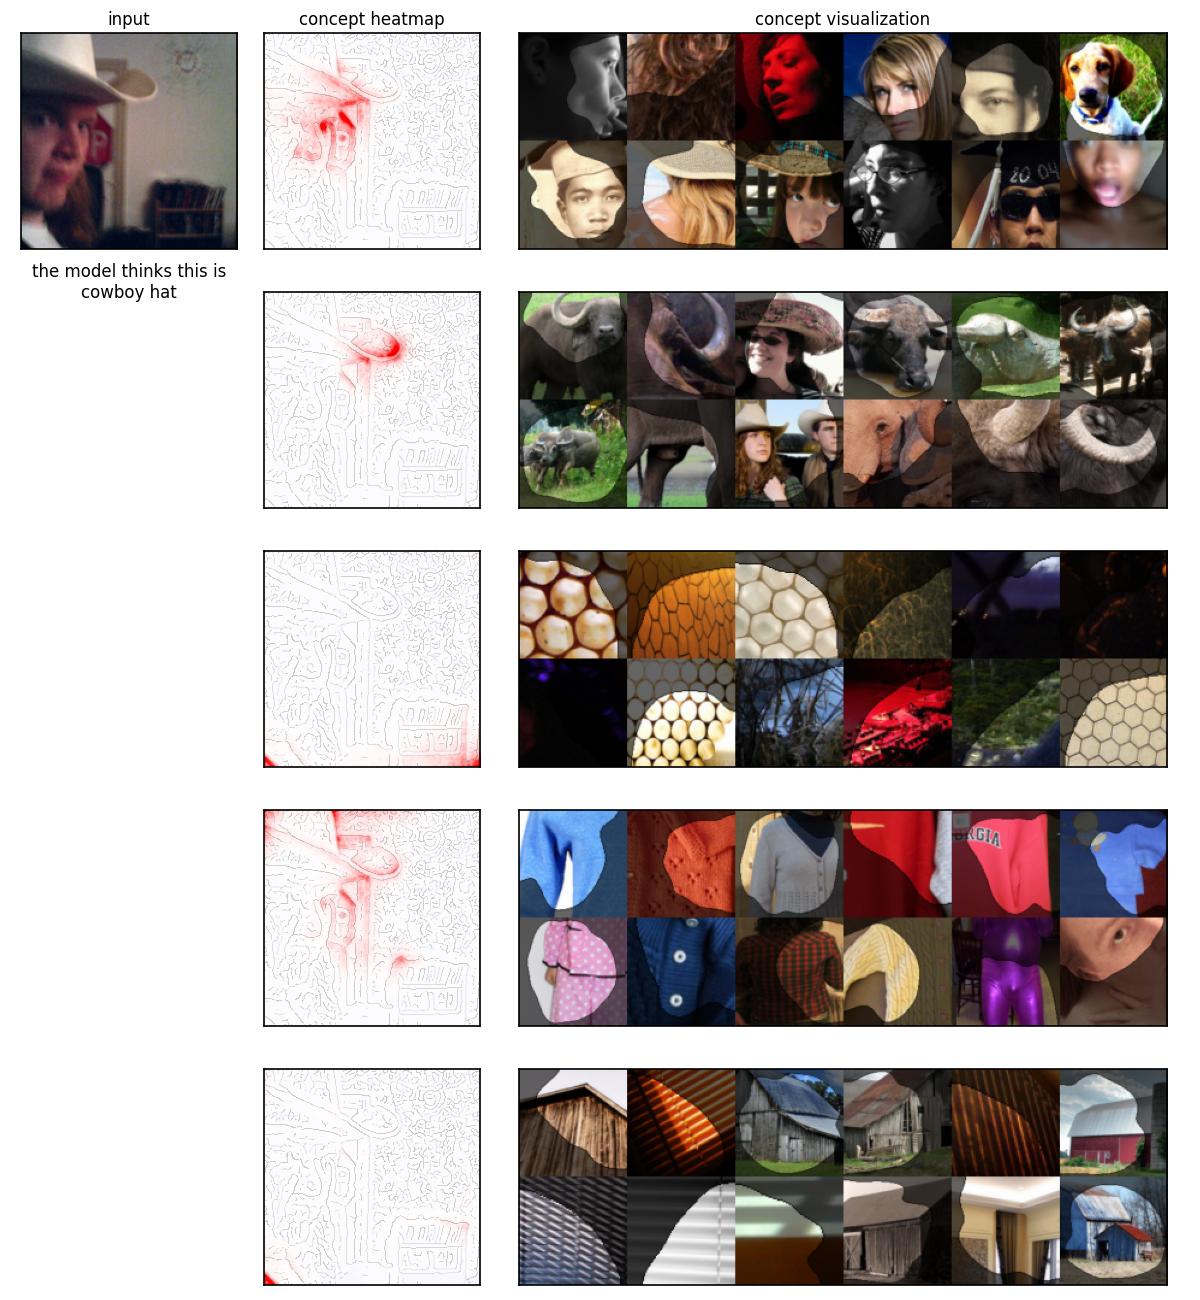 input
concept heatmap
concept visualization
20 04
the model thinks this is
cowboy hat
RGIA